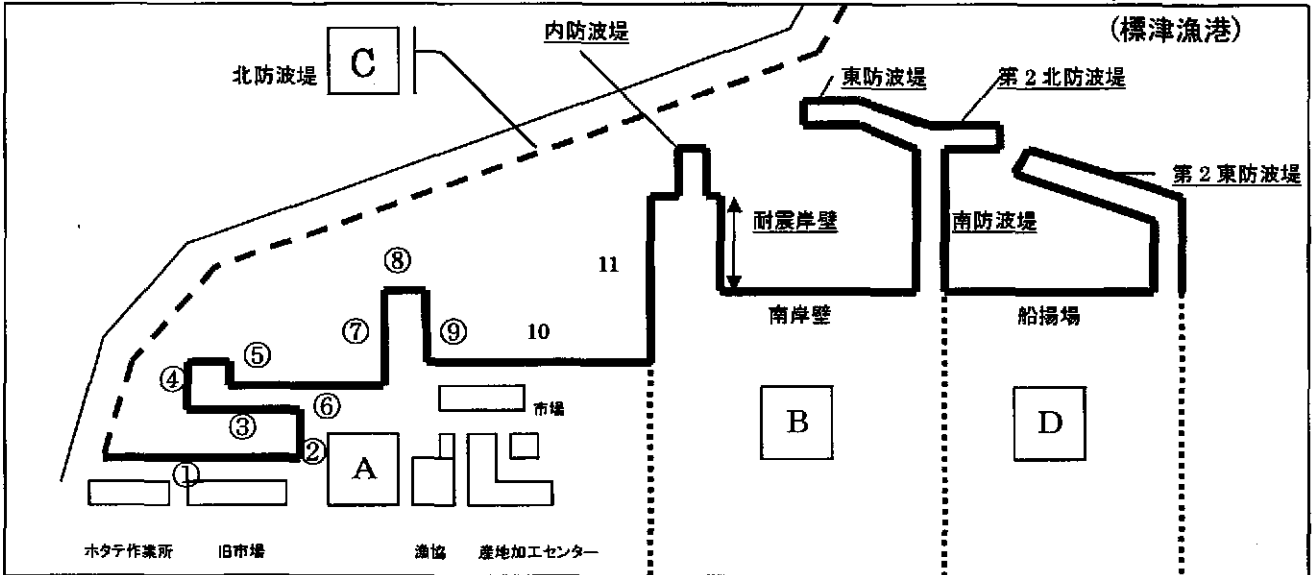 (標津漁港)
内防波堤
北防波堤
C
東防波堤
第2北防波堤
第2東防波堤
耐震岸壁
南防波堤
⑧
11
南岸壁
船揚場
⑦
⑨
10
⑤
④
⑥
③
市場
B
D
②
A
①
ホタテ作業所
旧市場
漁協
産地加工センター